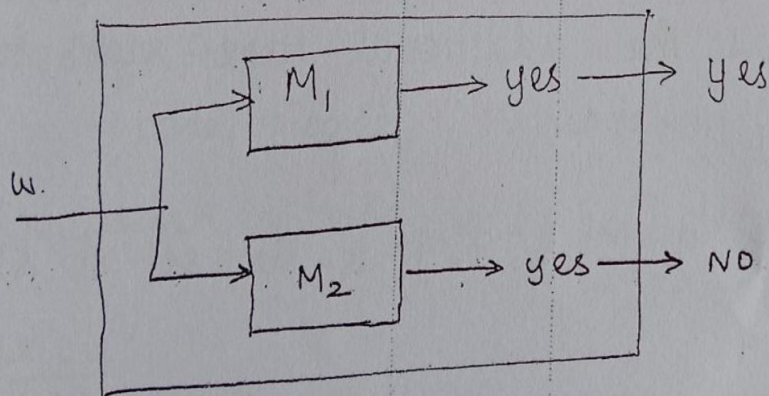 M1 yes yes
w.
M2 yes NO